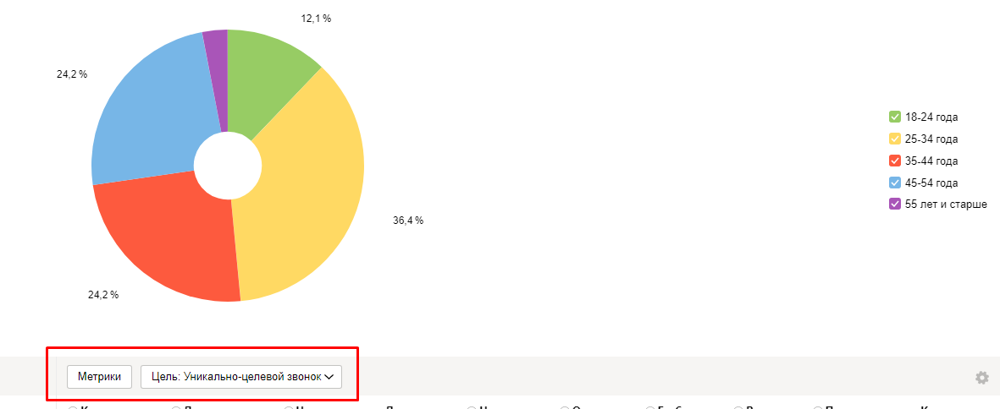 12,1 %
24,2 %
18-24 года
25-34 года
35-44 года
45-54 года
55 лет и старше
36,4 %
24,2 %
Метрики
Цель: Уникально-целевой звонок